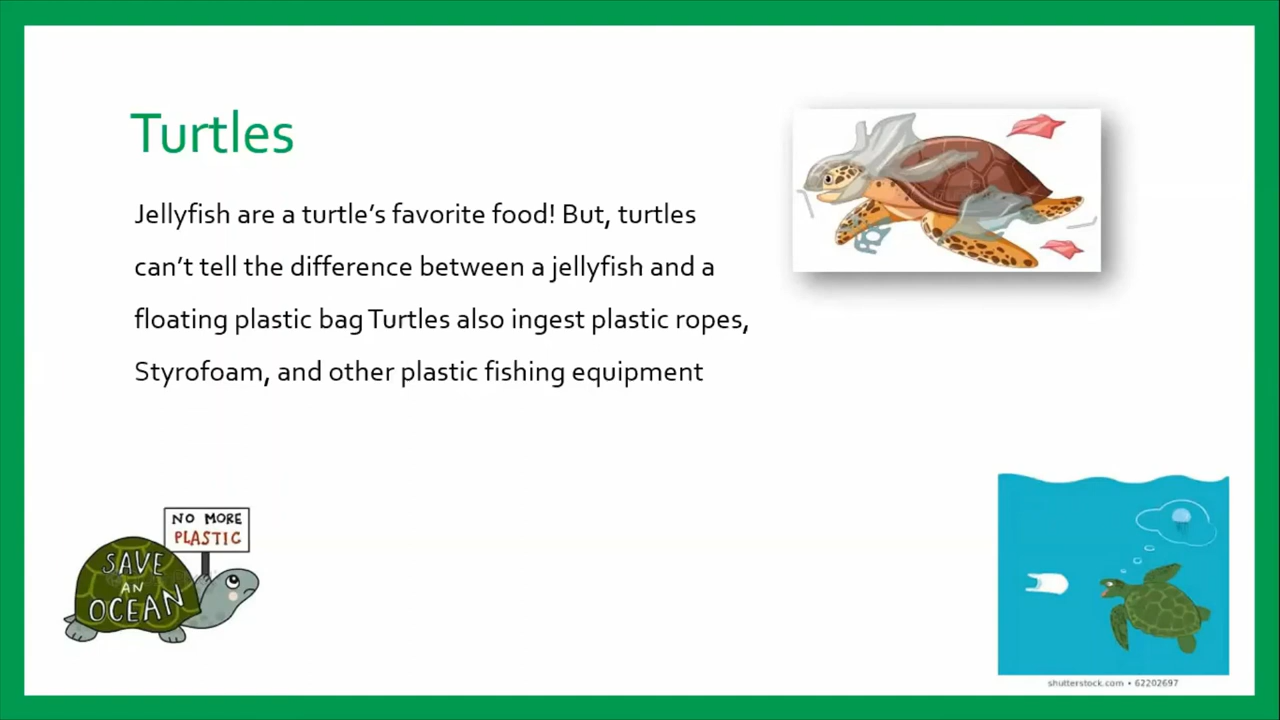 Turtles
Jellyfish are a turtle’s favorite food! But, turtles
can’t tell the difference between a jellyfish and a
floating plastic bag Turtles also ingest plastic ropes,
Styrofoam, and other plastic fishing equipment
NO MORE
PLASTIC
SAVE
AN
OCEAN
shutterstock.com • 62202697